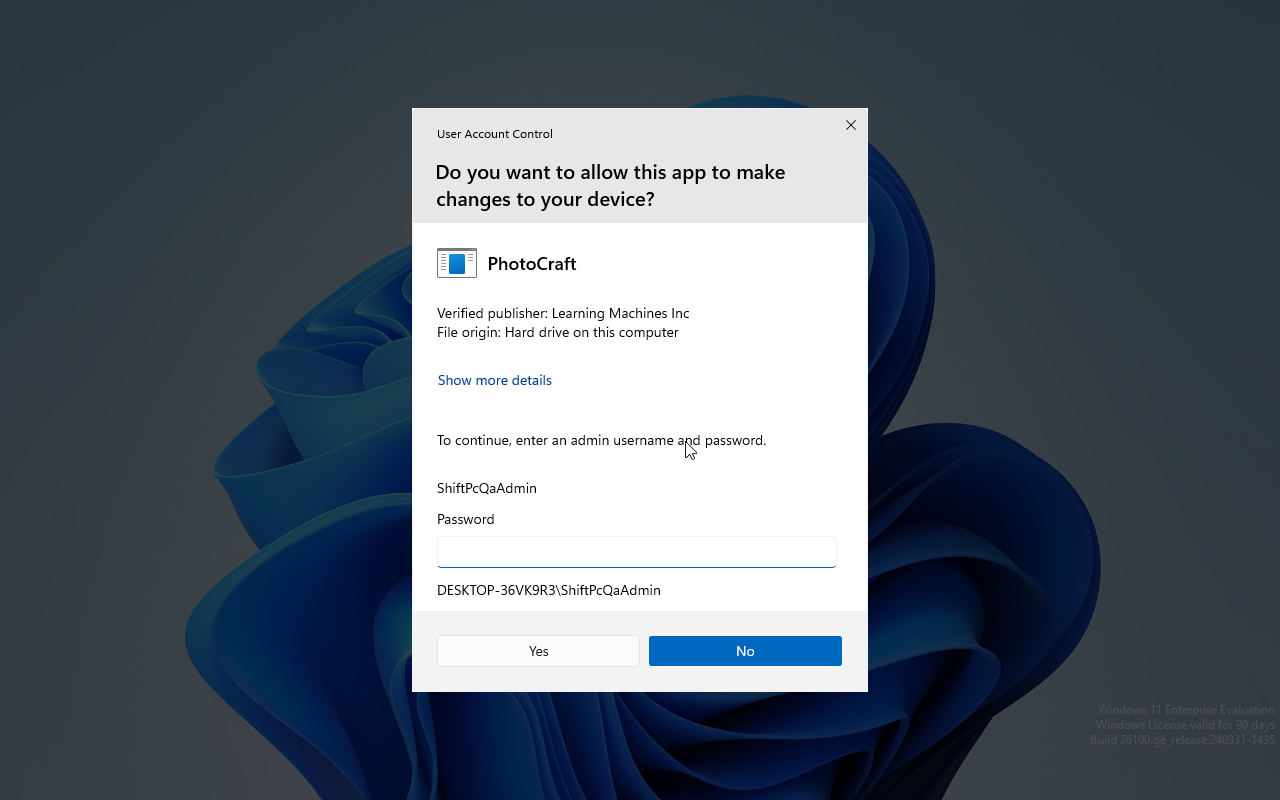 User Account Control
Do you want to allow this app to make
changes to your device?
PhotoCraft
Verified publisher: Learning Machines Inc
File origin: Hard drive on this computer
Show more details
To continue, enter an admin username and password.
ShiftPcQaAdmin
Password
DESKTOP-36VK9R3\ShiftPcQaAdmin
Yes
No
Windows 11 Enterprise Evaluation
Windows License valid for 90 days
Build 26100.ge_release.240331-1435